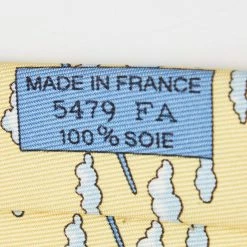 MADE IN FRANCE
5479 FA
100% SOIE